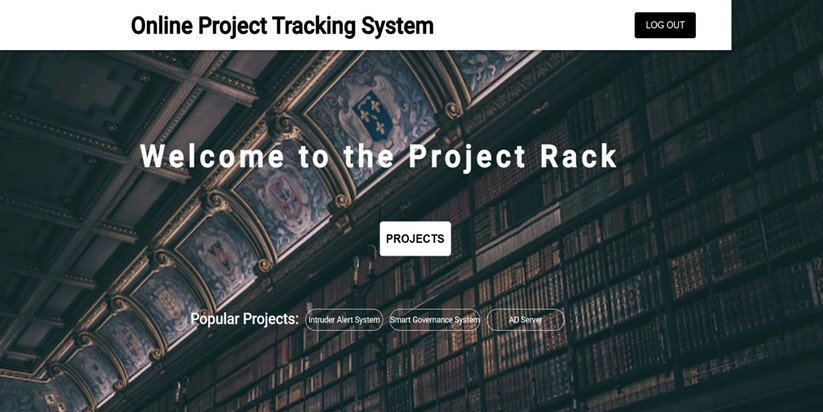 Online Project Tracking System
LOG OUT
Welcome to the Project Rack
PROJECTS
Popular Projects: Intruder Alert System Smart Governance System AD Server